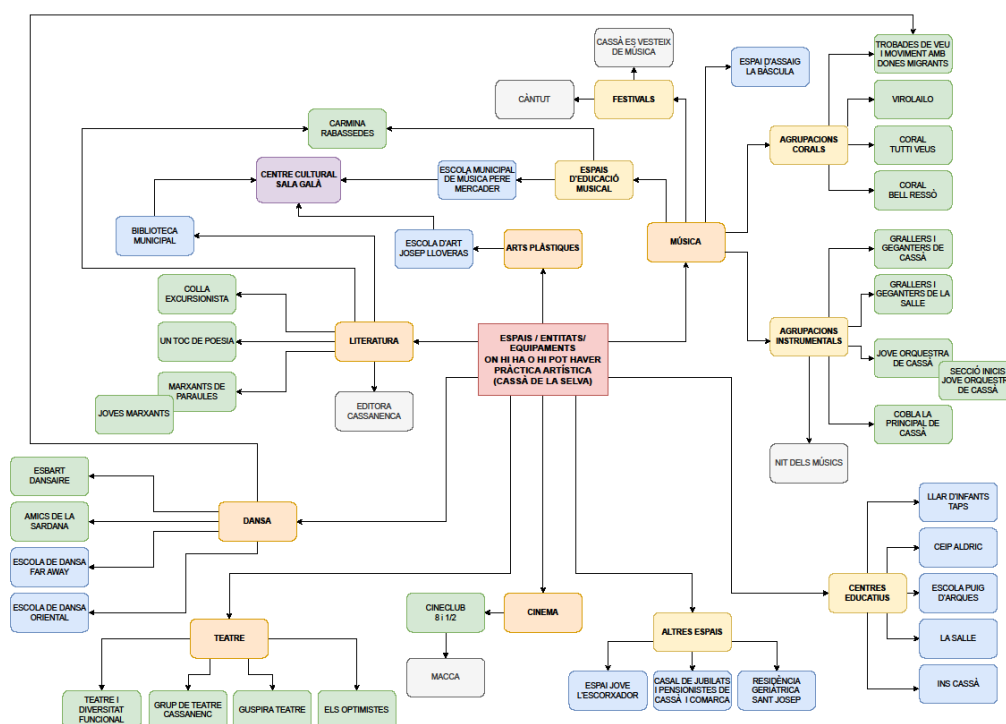 CASSÀ ES VESTEIX
DE MÚSICA
TROBADES DE VEU
I MOVIMENT AMB
DONES MIGRANTS
ESPAI D'ASSAIG
LA BÀSCULA
CÀNTUT
FESTIVALS
VIROLAILO
CARMINA
RABASSEDES
AGRUPACIONS
CORALS
CORAL
TUTTI VEUS
CENTRE CULTURAL
SALA GALÀ
ESCOLA MUNICIPAL
DE MÚSICA PERE
MERCADER
ESPAIS
D'EDUCACIÓ
MUSICAL
CORAL
BELL RESSÒ
BIBLIOTECA
MUNICIPAL
ESCOLA D'ART
JOSEP LLOVERAS
ARTS PLÀSTIQUES
MÚSICA
GRALLERS I
GEGANTERS DE
CASSÀ
COLLA
EXCURSIONISTA
GRALLERS I
GEGANTERS DE LA
SALLE
UN TOC DE POESIA
LITERATURA
ESPAIS / ENTITATS/
EQUIPAMENTS
ON HI HA O HI POT HAVER
PRÀCTICA ARTÍSTICA
(CASSÀ DE LA SELVA)
AGRUPACIONS
INSTRUMENTALS
JOVE ORQUESTRA
DE CASSÀ
SECCIÓ INICIS
JOVE ORQUESTRA
DE CASSÀ
MARXANTS DE
PARAULES
JOVES MARXANTS
EDITORA
CASSANENCA
COBLA LA
PRINCIPAL DE
CASSÀ
NIT DELS MÚSICS
ESBART
DANSAIRE
AMICS DE LA
SARDANA
DANSA
LLAR D'INFANTS
TAPS
ESCOLA DE DANSA
FAR AWAY
CEIP ALDRIC
ESCOLA DE DANSA
ORIENTAL
CENTRES
EDUCATIUS
ESCOLA PUIG
D'ARQUES
CINECLUB
8 i 1/2
CINEMA
TEATRE
ALTRES ESPAIS
LA SALLE
MACCA
ESPAI JOVE
L'ESCORXADOR
CASAL DE JUBILATS
I PENSIONISTES DE
CASSÀ I COMARCA
RESIDÈNCIA
GERIÀTRICA
SANT JOSEP
INS CASSÀ
TEATRE I
DIVERSITAT
FUNCIONAL
GRUP DE TEATRE
CASSANENC
GUSPIRA TEATRE
ELS OPTIMISTES